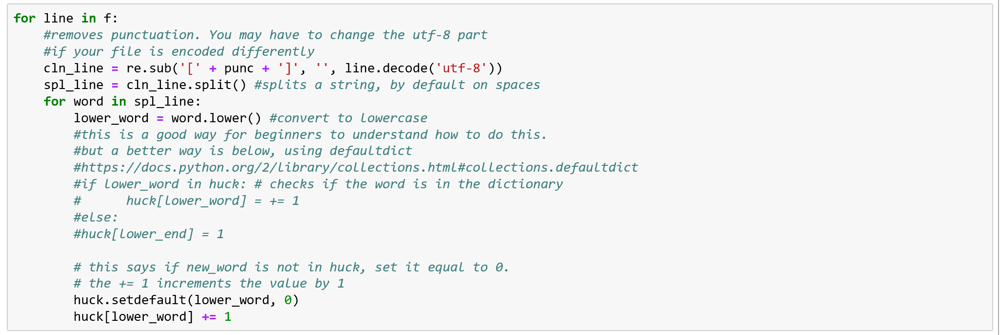 for line in f:
    #removes punctuation. You may have to change the utf-8 part
    #if your file is encoded differently
    cln_line = re.sub('[' + punc + ']', '', line.decode('utf-8'))
    spl_line = cln_line.split() #splits a string, by default on spaces
    for word in spl_line:
        lower_word = word.lower() #convert to lowercase
        #this is a good way for beginners to understand how to do this.
        #but a better way is below, using defaultdict
        #https://docs.python.org/2/library/collections.html#collections.defaultdict
        #if lower_word in huck: # checks if the word is in the dictionary
        #      huck[lower_word] = += 1
        #else:
        #huck[lower_end] = 1

        # this says if new_word is not in huck, set it equal to 0.
        # the += 1 increments the value by 1
        huck.setdefault(lower_word, 0)
        huck[lower_word] += 1